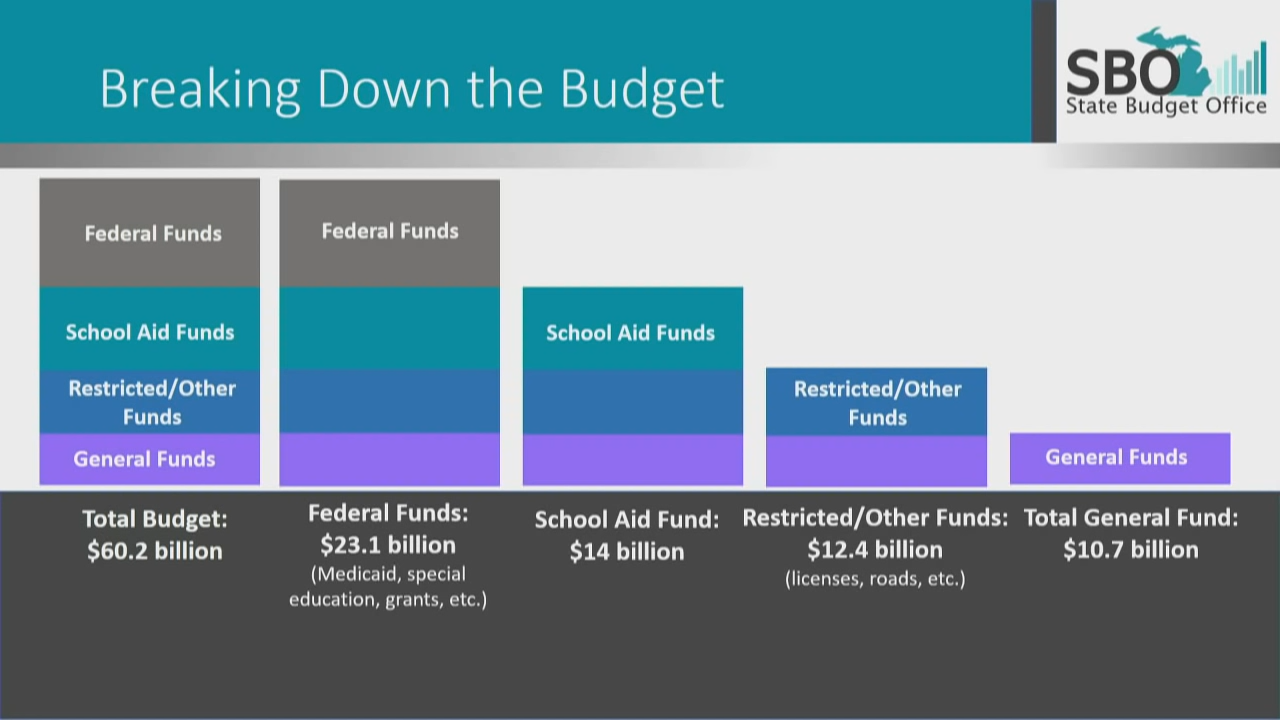 Breaking Down the Budget
SBO
State Budget Office
Federal Funds
School Aid Funds
Restricted/Other
Funds
General Funds
Federal Funds
School Aid Funds
Restricted/Other
Funds
General Funds
Total Budget:
$60.2 billion
Federal Funds:
$23.1 billion
(Medicaid, special
education, grants, etc.)
School Aid Fund:
$14 billion
Restricted/Other Funds:
$12.4 billion
(licenses, roads, etc.)
Total General Fund:
$10.7 billion